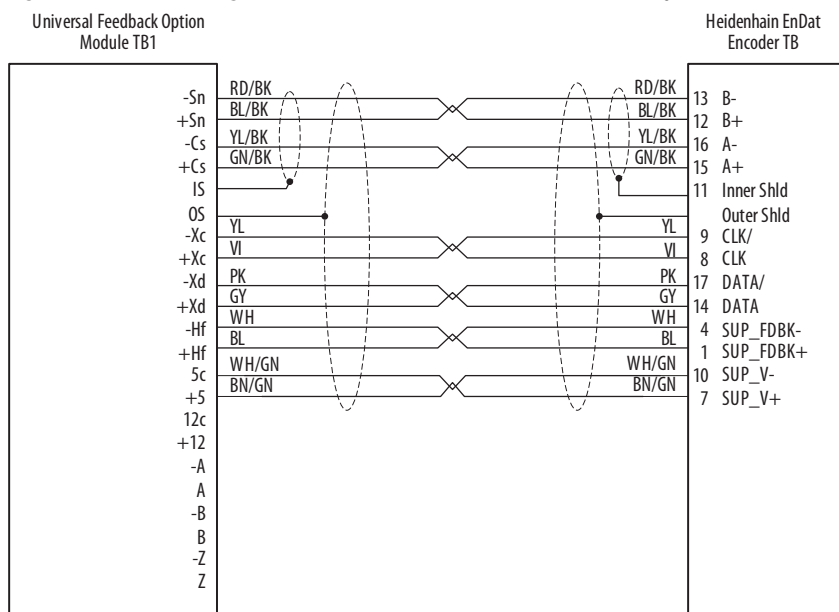 Universal Feedback Option
Module TB1
Heidenhain EnDat
Encoder TB
-Sn RD/BK RD/BK 13 B-
+Sn BL/BK BL/BK 12 B+
-Cs YL/BK YL/BK 16 A-
+Cs GN/BK GN/BK 15 A+
IS 11 Inner Shld
OS Outer Shld
-Xc YL YL 9 CLK/
+Xc VI VI 8 CLK
-Xd PK PK 17 DATA/
+Xd GY GY 14 DATA
-Hf WH WH 4 SUP_FDBK-
+Hf BL BL 1 SUP_FDBK+
5c WH/GN WH/GN 10 SUP_V-
+5 BN/GN BN/GN 7 SUP_V+
12c
+12
-A
A
-B
B
-Z
Z